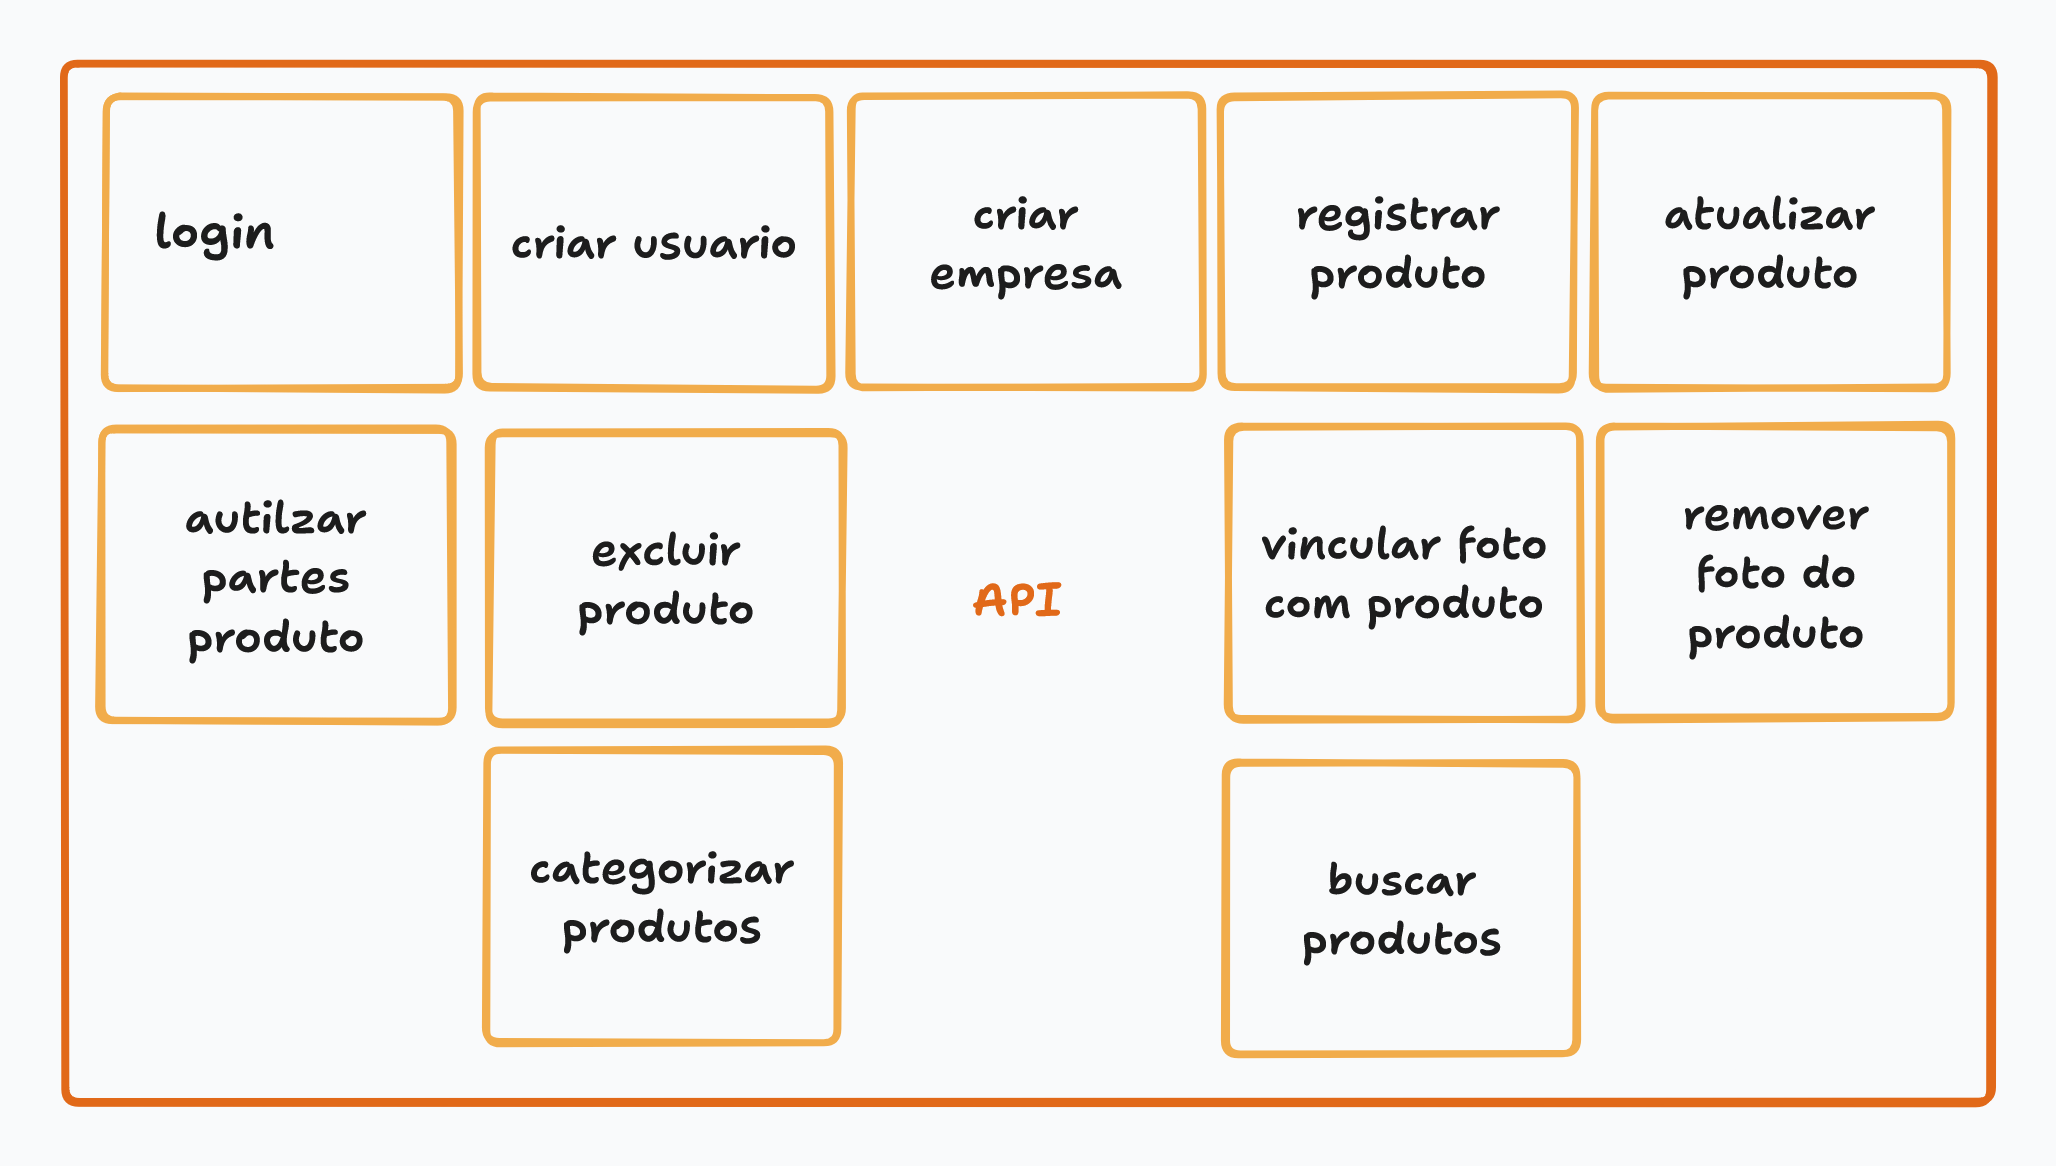 login
criar usuario
criar
empresa
registrar
produto
atualizar
produto
autilzar
partes
produto
excluir
produto
API
vincular foto
com produto
remover
foto do
produto
categorizar
produtos
buscar
produtos